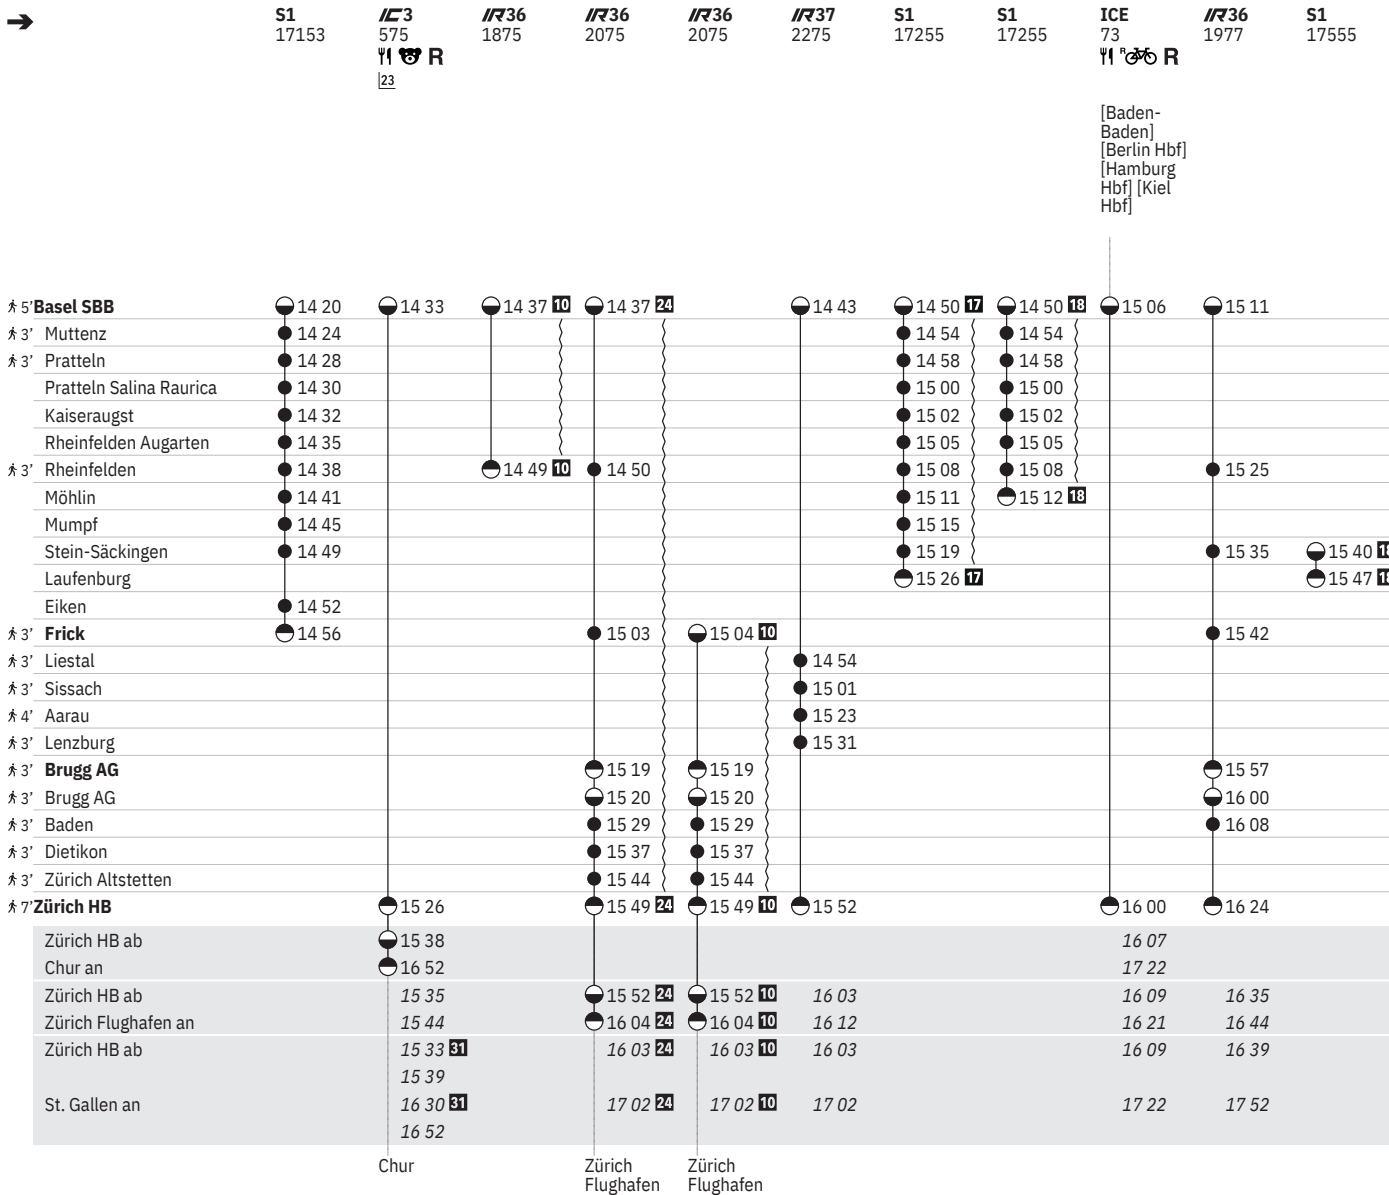 S1 IC3 IR36 IR36 IR36 IR37 S1 S1 ICE IR36 S1
17153 575 1875 2075 2075 2275 17255 17255 73 1977 17555
R R R
23
[Baden-
Baden]
[Berlin Hbf]
[Hamburg
Hbf] [Kiel
Hbf]
5' Basel SBB 14 20 14 33 14 37 10 14 37 24 14 43 14 50 17 14 50 18 15 06 15 11
3' Muttenz 14 24 14 54 14 54
3' Pratteln 14 28 14 58 14 58
Pratteln Salina Raurica 14 30 15 00 15 00
Kaiseraugst 14 32 15 02 15 02
Rheinfelden Augarten 14 35 15 05 15 05
3' Rheinfelden 14 38 14 49 10 14 50 15 08 15 08 15 25
Möhlin 14 41 15 11 15 12 18
Mumpf 14 45 15 15
Stein-Säckingen 14 49 15 19 15 35 15 40
Laufenburg 15 26 17 15 47
Eiken 14 52
3' Frick 14 56 15 03 15 04 10 15 42
3' Liestal 14 54
3' Sissach 15 01
4' Aarau 15 23
3' Lenzburg 15 31
3' Brugg AG 15 19 15 19 15 57
3' Brugg AG 15 20 15 20 16 00
3' Baden 15 29 15 29 16 08
3' Dietikon 15 37 15 37
3' Zürich Altstetten 15 44 15 44
7' Zürich HB 15 26 15 49 24 15 49 10 15 52 16 00 16 24
Zürich HB ab 15 38 16 07
Chur an 16 52 17 22
Zürich HB ab 15 35 15 52 24 15 52 10 16 03 16 09 16 35
Zürich Flughafen an 15 44 16 04 24 16 04 10 16 12 16 21 16 44
Zürich HB ab 15 33 31 16 03 24 16 03 10 16 03 16 09 16 39
15 39
St. Gallen an 16 30 31 17 02 24 17 02 10 17 02 17 22 17 52
16 52
Chur Zürich Zürich
Flughafen Flughafen